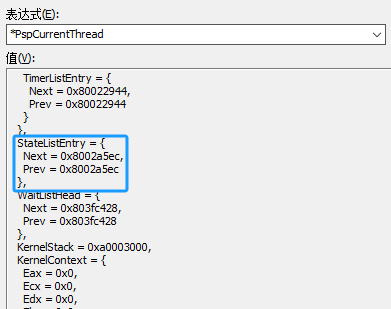 表达式(E):
*PspCurrentThread
值(V):
TimerListEntry = {
Next = 0x80022944,
Prev = 0x80022944
}
},
StateListEntry = {
Next = 0x8002a5ec,
Prev = 0x8002a5ec
},
WaitListHead = {
Next = 0x803fc428,
Prev = 0x803fc428
},
KernelStack = 0xa0003000,
KernelContext = {
Eax = 0x0,
Ecx = 0x0,
Edx = 0x0,